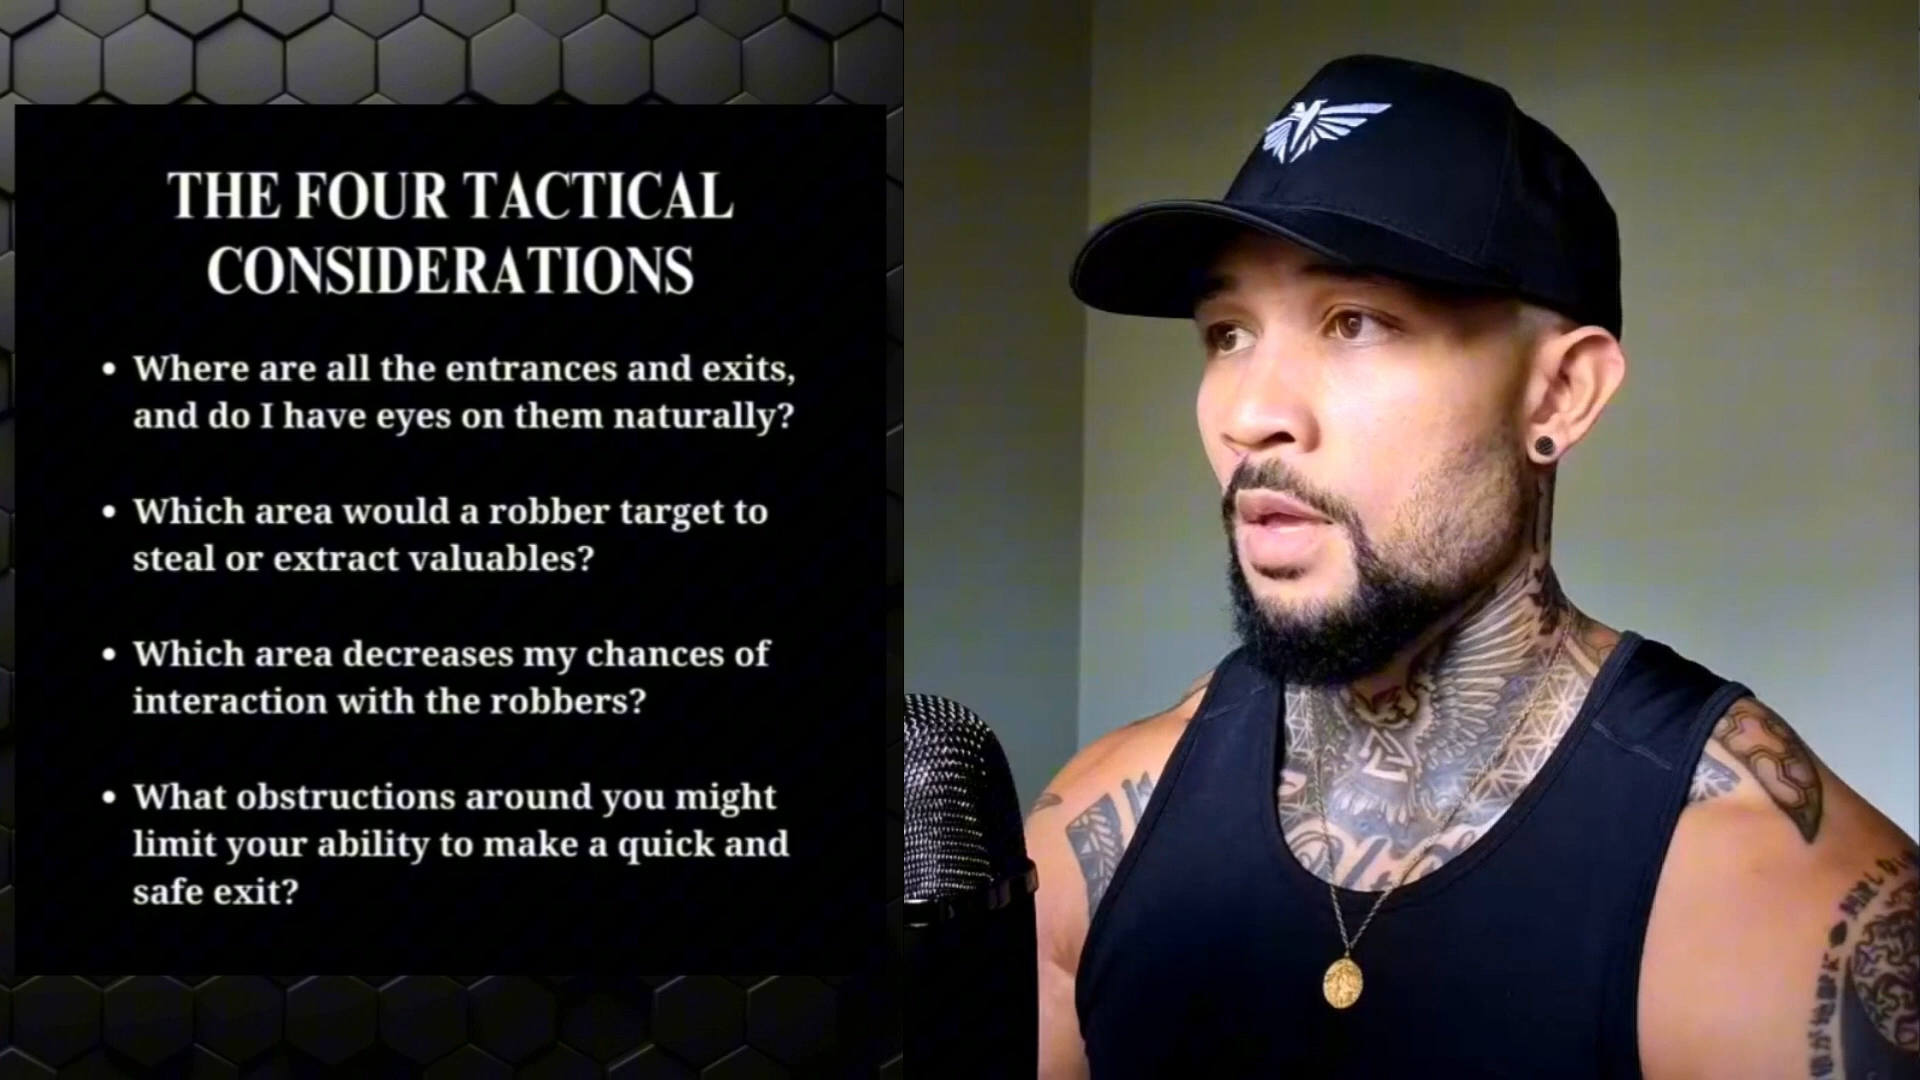 THE FOUR TACTICAL
CONSIDERATIONS
• Where are all the entrances and exits,
and do I have eyes on them naturally?
• Which area would a robber target to
steal or extract valuables?
• Which area decreases my chances of
interaction with the robbers?
• What obstructions around you might
limit your ability to make a quick and
safe exit?